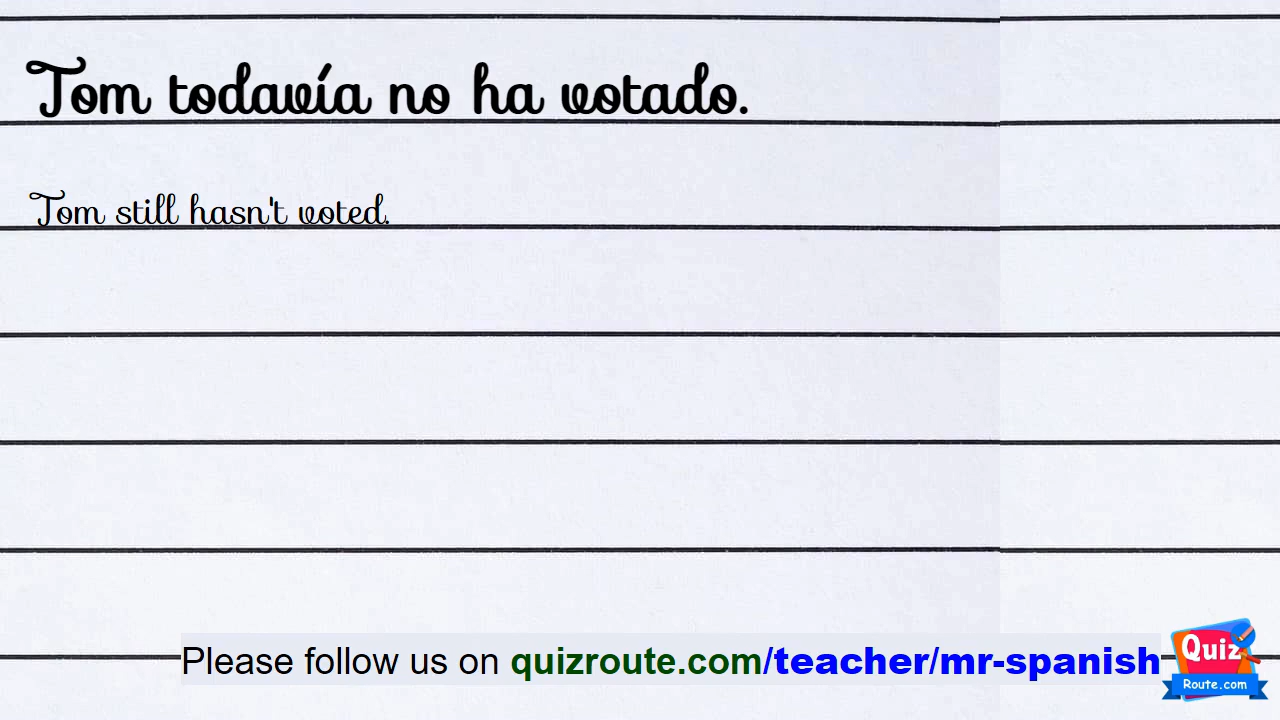 Tom todavía no ha votado.
Tom still hasn't voted.
Please follow us on quizroute.com/teacher/mr-spanish
Quiz
Route.com